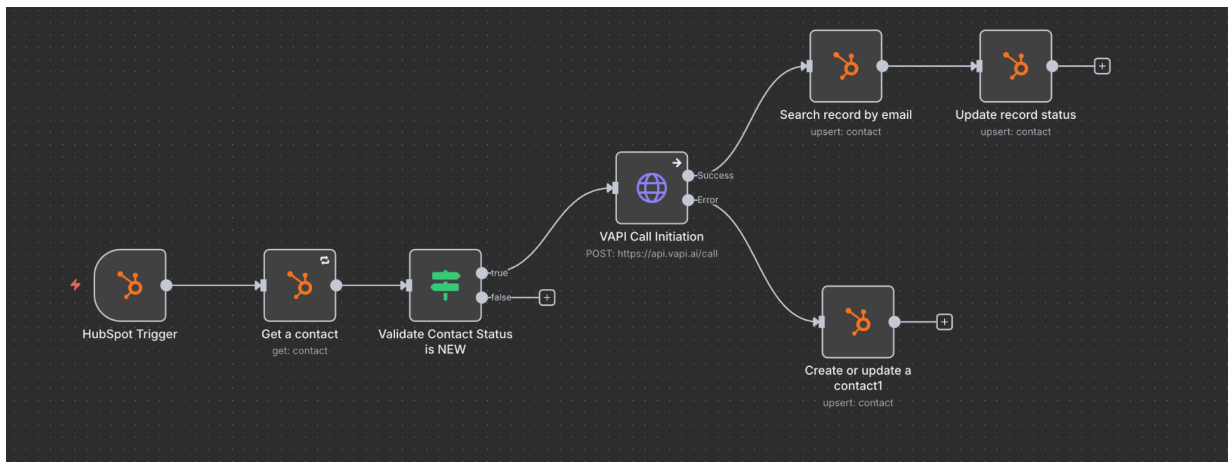 Search record by email
upsert: contact
Update record status
upsert: contact
Success
Error
VAPI Call Initiation
POST: https://api.vapi.ai/call
true
false
HubSpot Trigger
Get a contact
get: contact
Validate Contact Status
is NEW
Create or update a
contact1
upsert: contact